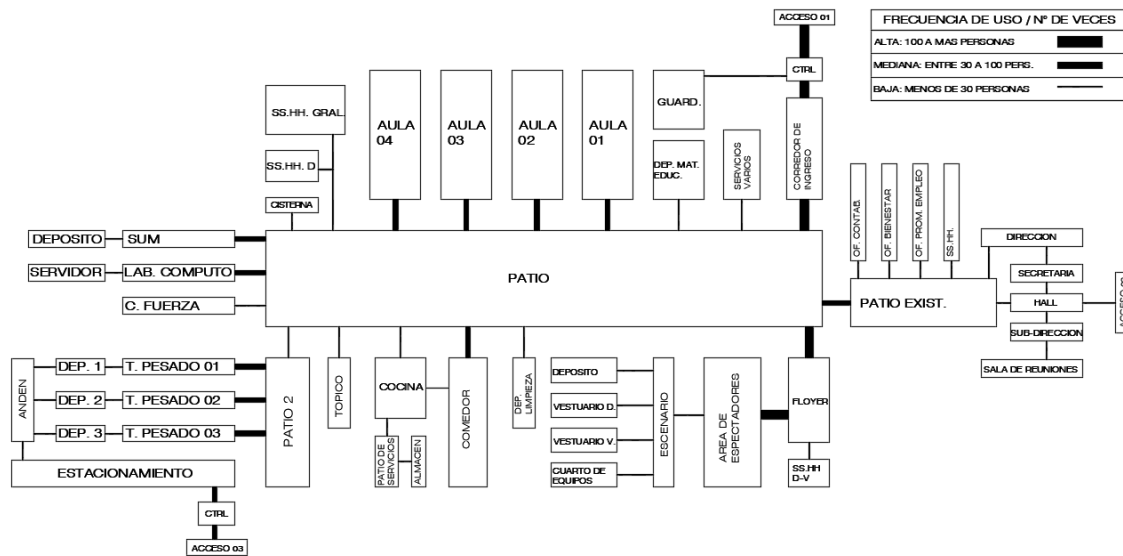 ACCESO 01
FRECUENCIA DE USO / Nº DE VECES
ALTA: 100 A MAS PERSONAS
MEDIANA: ENTRE 30 A 100 PERS.
BAJA: MENOS DE 30 PERSONAS
CTRL
GUARD.
SS.HH. GRAL.
AULA
04
AULA
03
AULA
02
AULA
01
CORREDOR DE
INGRESO
SS.HH. D
DEP. MAT.
EDUC.
SERVICIOS
VARIOS
CISTERNA
OF. CONTAB.
OF. BIENESTAR
OF. PROM. EMPLEO
SS.HH.
DEPOSITO
SUM
SERVIDOR
LAB. COMPUTO
C. FUERZA
PATIO
PATIO EXIST.
DIRECCION
SECRETARIA
HALL
SUB-DIRECCION
SALA DE REUNIONES
ANDEN
DEP. 1
T. PESADO 01
DEP. 2
T. PESADO 02
DEP. 3
T. PESADO 03
PATIO 2
TOPICO
COCINA
PATIO DE
SERVICIOS
ALMACEN
COMEDOR
DEP.
LIMPIEZA
DEPOSITO
VESTUARIO D.
VESTUARIO V.
CUARTO DE
EQUIPOS
ESCENARIO
AREA DE
ESPECTADORES
FLOYER
SS.HH
D-V
ESTACIONAMIENTO
CTRL
ACCESO 03